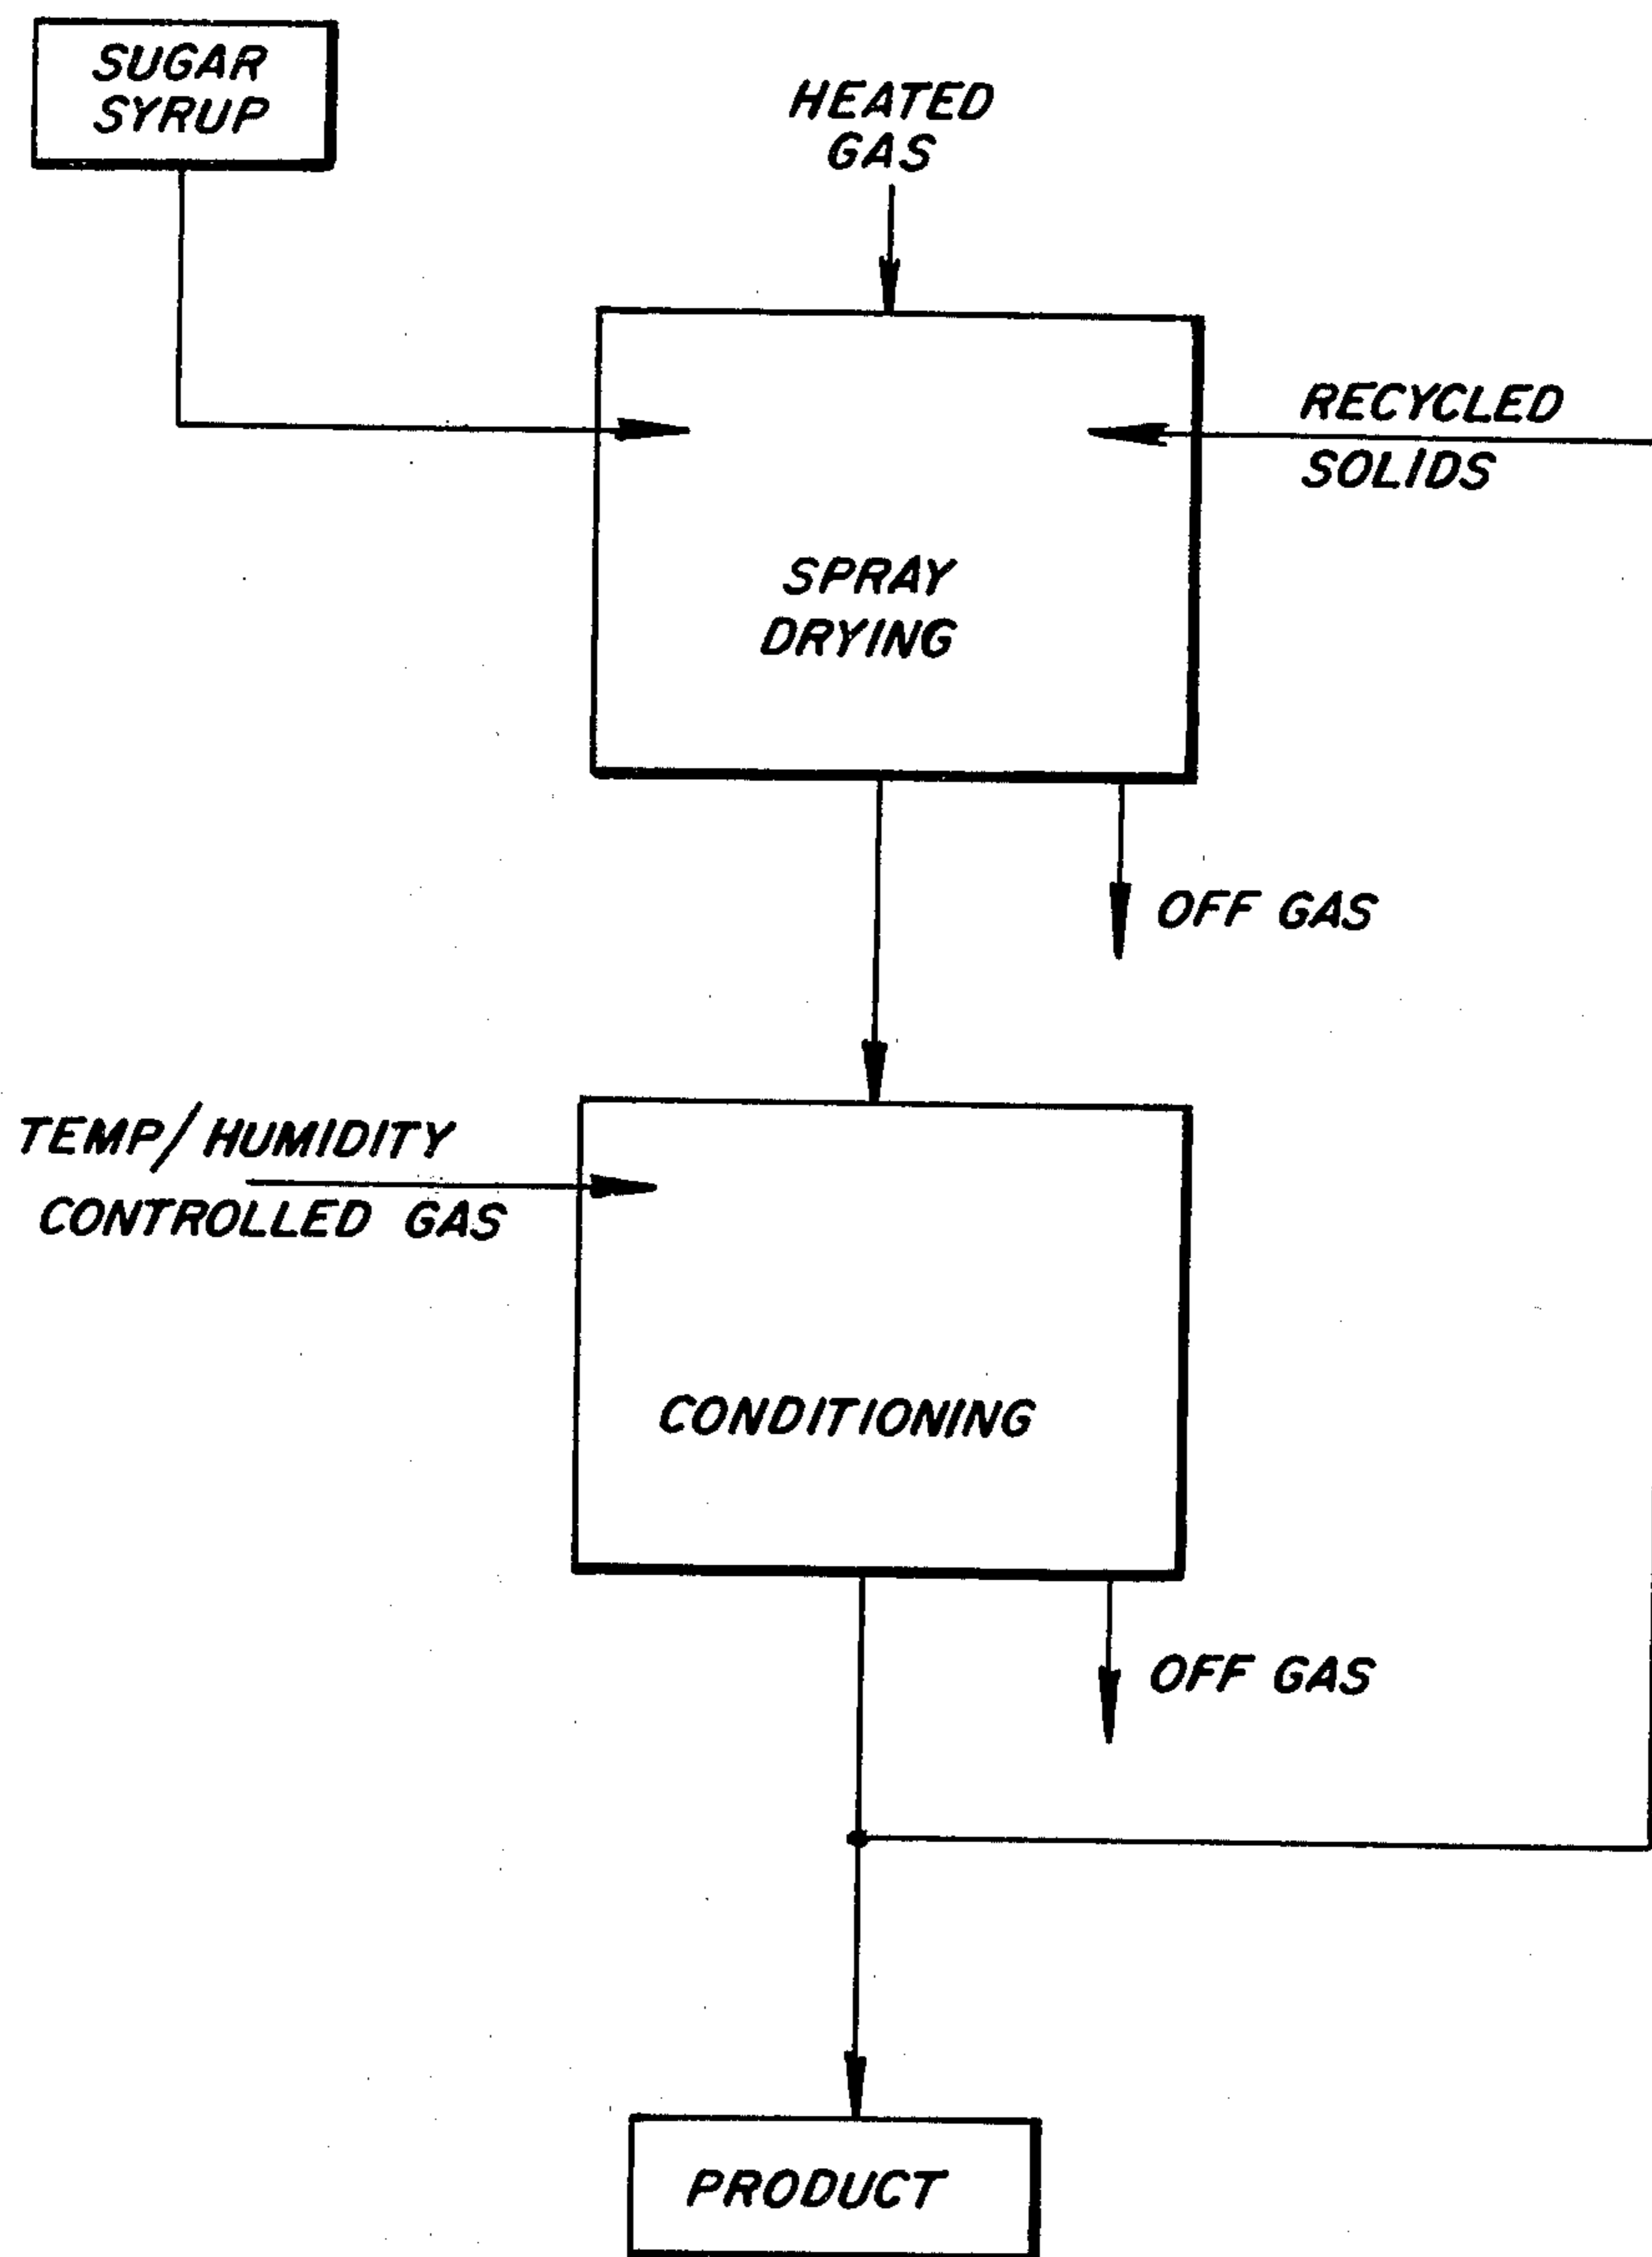 SUGAR
SYRUP
HEATED
GAS
RECYCLED
SOLIDS
SPRAY
DRYING
OFF GAS
TEMP/HUMIDITY
CONTROLLED GAS
CONDITIONING
OFF GAS
PRODUCT